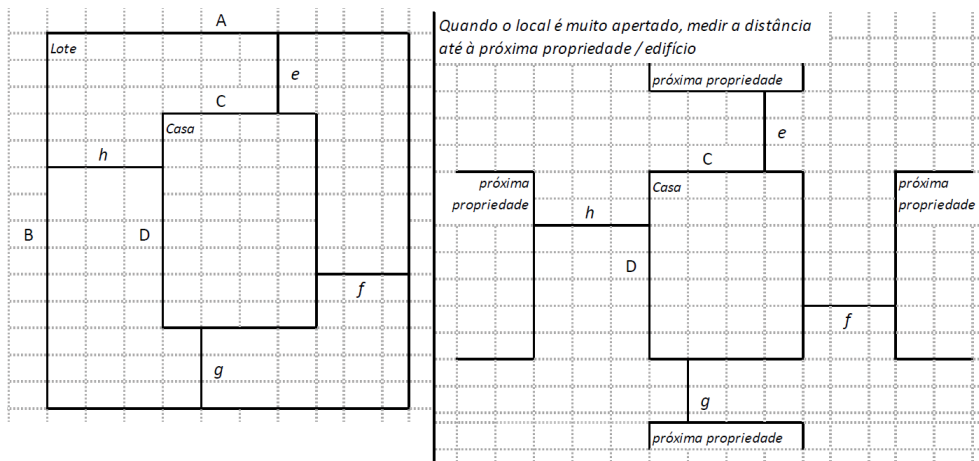 A
Lote
e
C
Casa
h
B
D
f
g
Quando o local é muito apertado, medir a distância
até à próxima propriedade / edifício
próxima propriedade
e
C
próxima
propriedade
Casa
próxima
propriedade
h
D
f
g
próxima propriedade